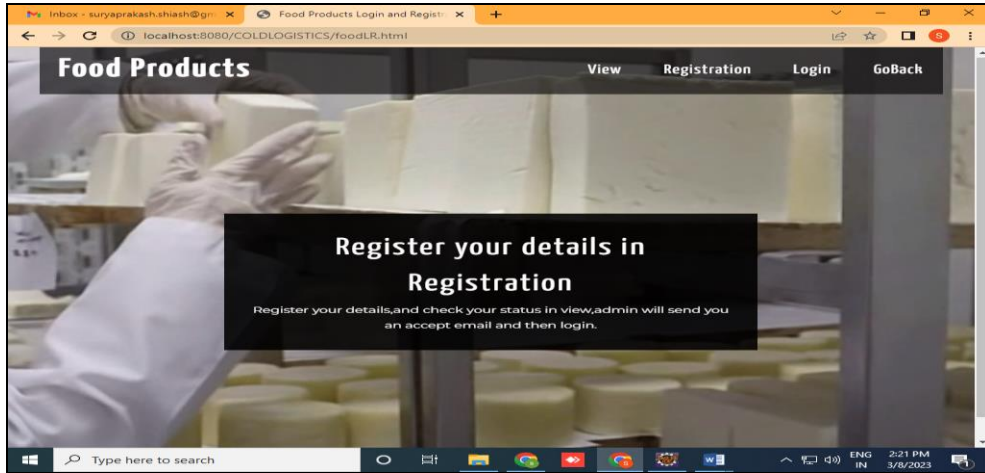 Inbox - suryaprakash.shiash@gm
Food Products Login and Registr
localhost:8080/COLDLOGISTICS/foodLR.html
S
Food Products
View Registration Login GoBack
Register your details in
Registration
Register your details,and check your status in view,admin will send you
an accept email and then login.
Type here to search
ENG 2:21 PM
IN 3/8/2023
1